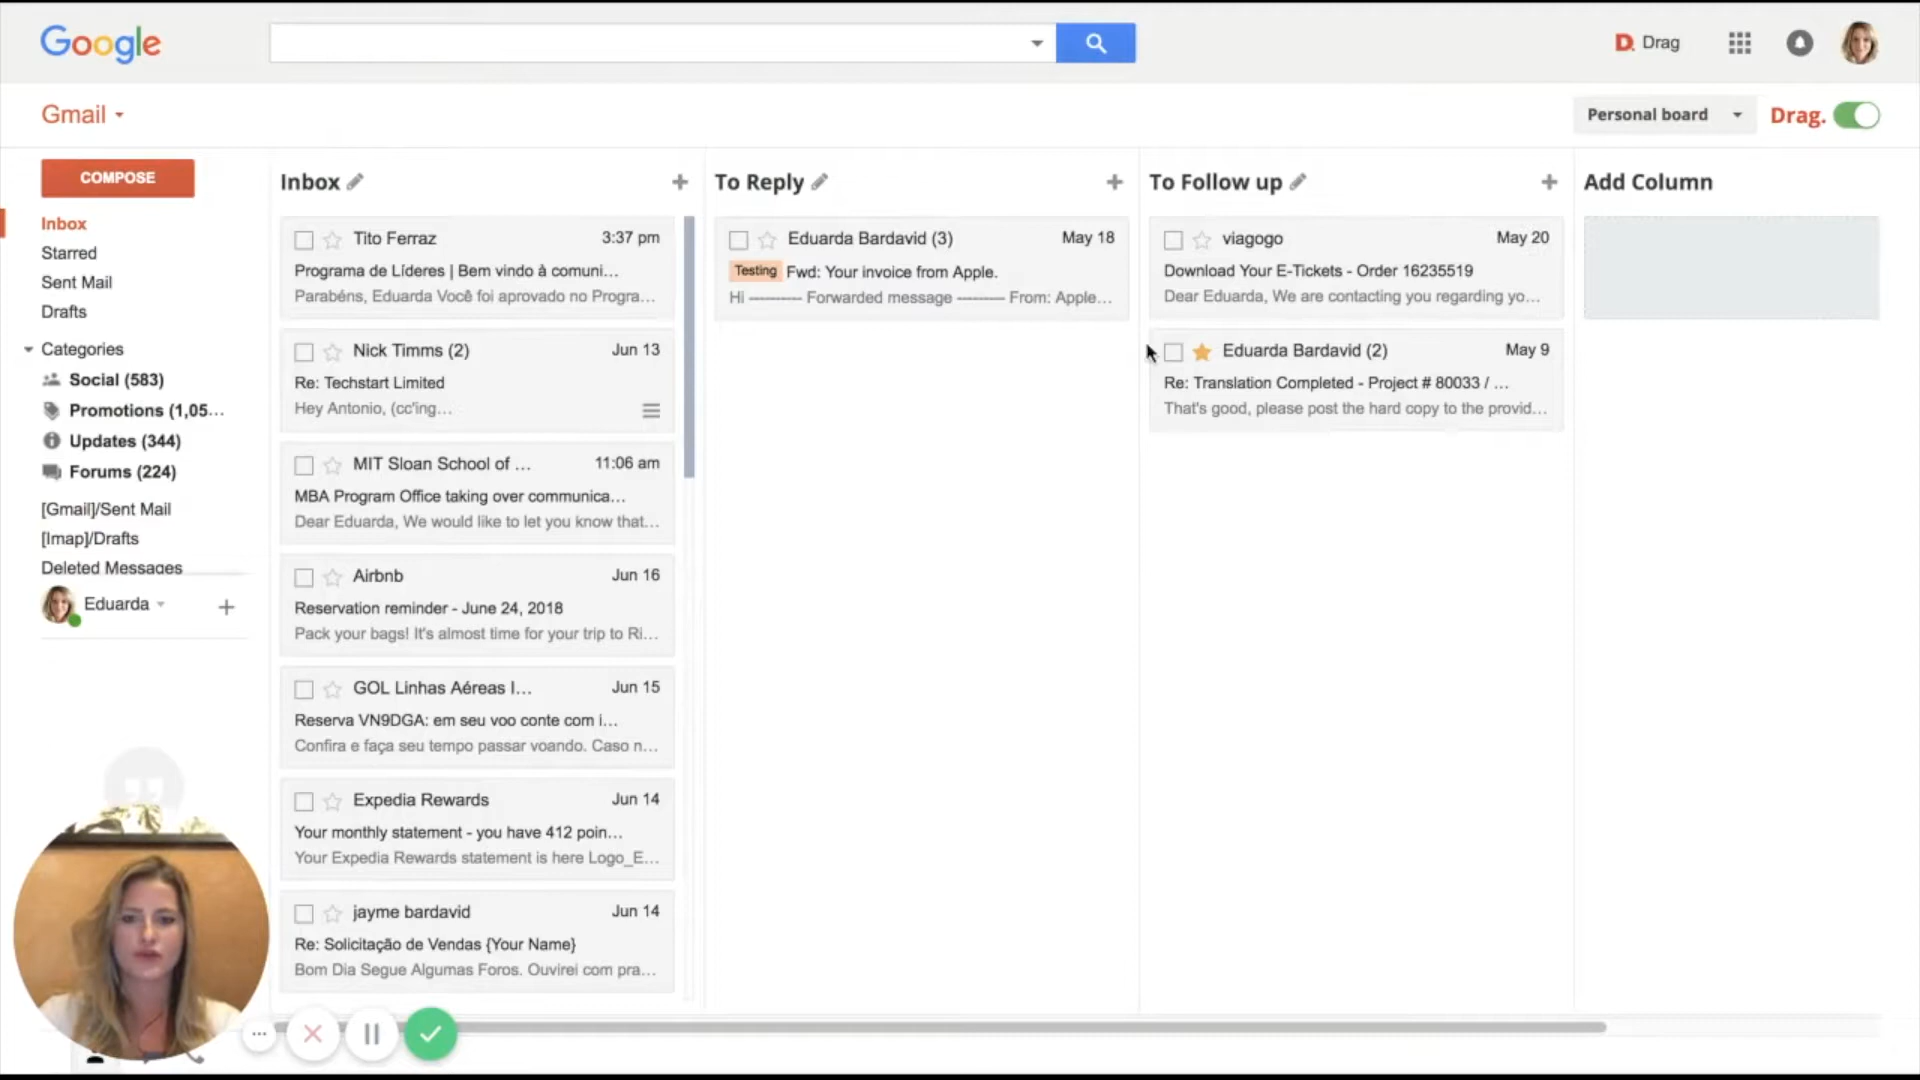 Google
Drag
Gmail
Personal board
Drag.
COMPOSE
Inbox
Starred
Sent Mail
Drafts
Categories
Social (583)
Promotions (1,05...
Updates (344)
Forums (224)
[Gmail]/Sent Mail
[Imap]/Drafts
Deleted Messages
Eduarda
Inbox
Tito Ferraz 3:37 pm
Programa de Líderes | Bem vindo à comuni...
Parabéns, Eduarda Você foi aprovado no Progra...
Nick Timms (2) Jun 13
Re: Techstart Limited
Hey Antonio, (cc'ing...
MIT Sloan School of ... 11:06 am
MBA Program Office taking over communica...
Dear Eduarda, We would like to let you know that...
Airbnb Jun 16
Reservation reminder - June 24, 2018
Pack your bags! It's almost time for your trip to Ri...
GOL Linhas Aéreas I... Jun 15
Reserva VN9DGA: em seu voo conte com i...
Confira e faça seu tempo passar voando. Caso n...
Expedia Rewards Jun 14
Your monthly statement - you have 412 poin...
Your Expedia Rewards statement is here Logo_E...
jayme bardavid Jun 14
Re: Solicitação de Vendas {Your Name}
Bom Dia Segue Algumas Foros. Ouvirei com pra...
To Reply
Eduarda Bardavid (3) May 18
Testing Fwd: Your invoice from Apple.
Hi ---------- Forwarded message --------- From: Apple...
To Follow up
viagogo May 20
Download Your E-Tickets - Order 16235519
Dear Eduarda, We are contacting you regarding yo...
Eduarda Bardavid (2) May 9
Re: Translation Completed - Project # 80033 / ...
That's good, please post the hard copy to the provid...
Add Column